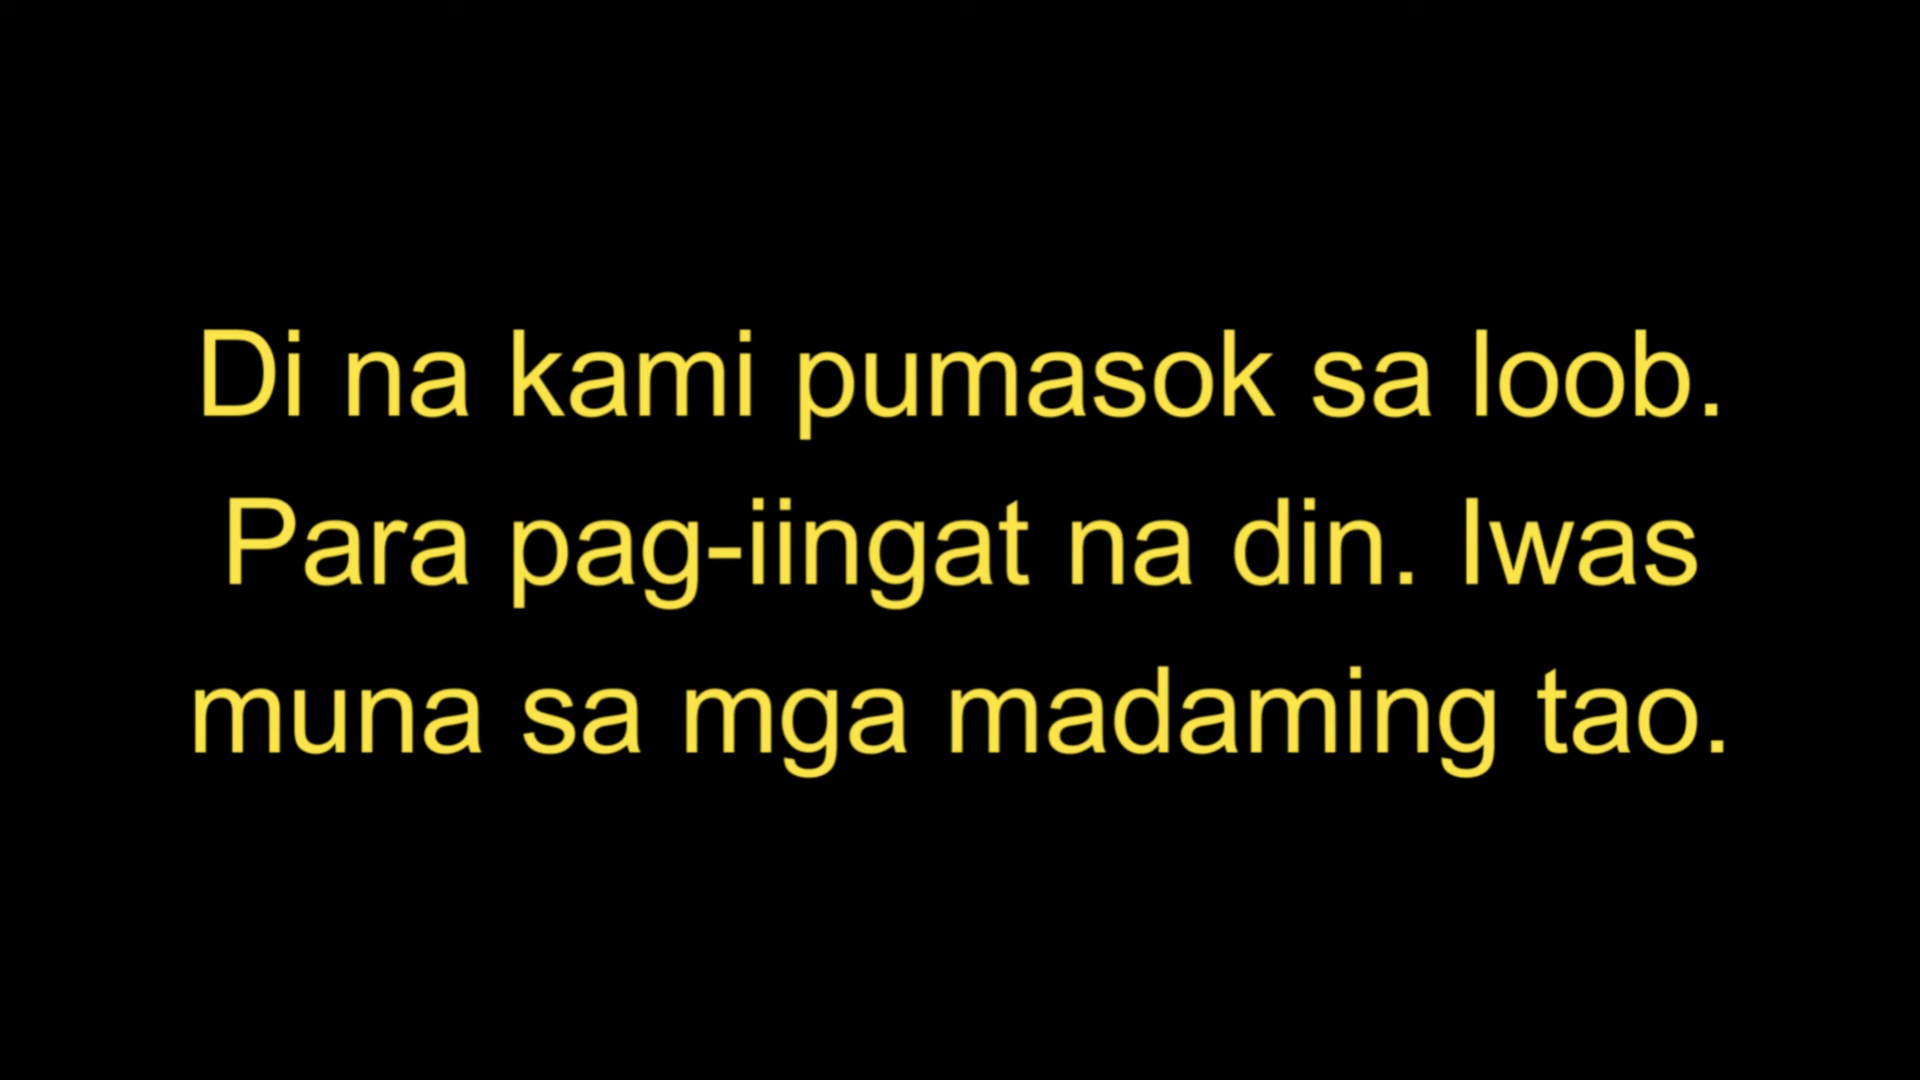 Di na kami pumasok sa loob.
Para pag-iingat na din. Iwas
muna sa mga madaming tao.